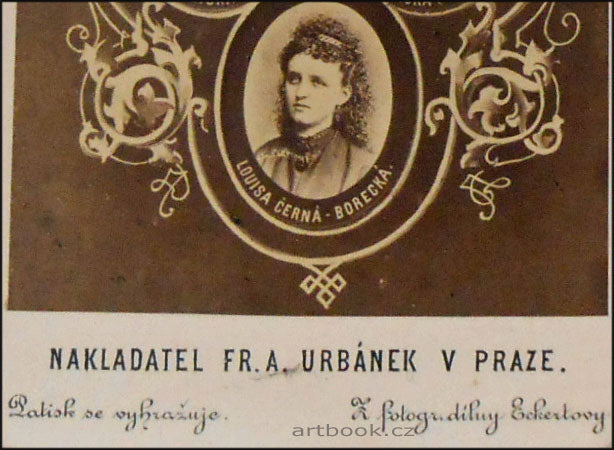 LOUISA ČERNÁ - BORECKÁ.
NAKLADATEL FR. A. URBÁNEK V PRAZE.
Patisk se vyhražuje. Z fotogr. dílny Eckertovy
artbook.cz